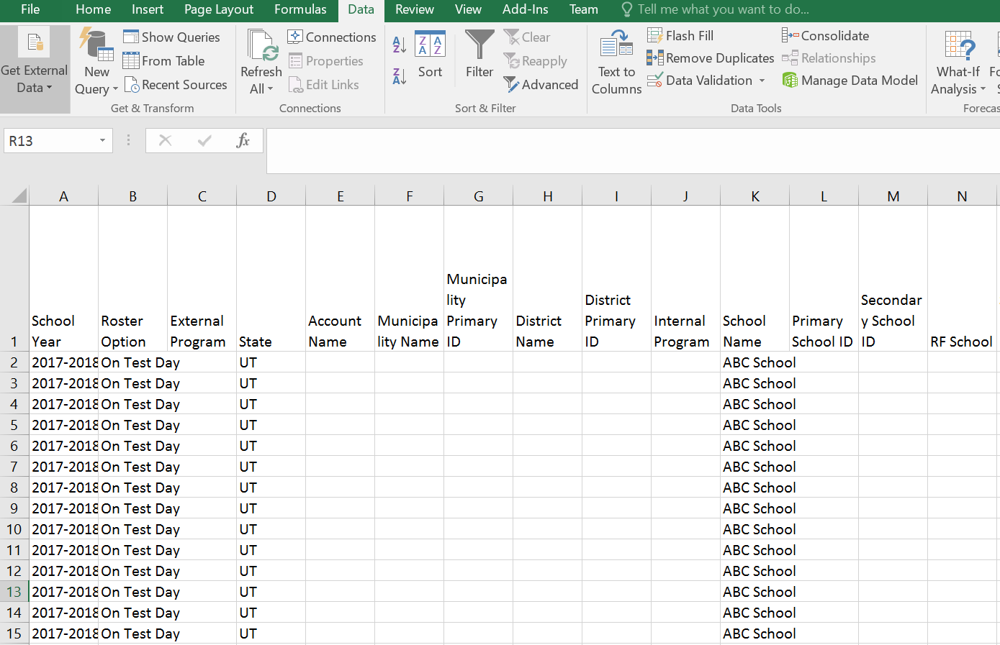 File Home Insert Page Layout Formulas Data Review View Add-Ins Team Tell me what you want to do...
Get External Data
New Query
Show Queries
From Table
Recent Sources
Get & Transform
Refresh All
Connections
Properties
Edit Links
Connections
Sort
Filter
Clear
Reapply
Advanced
Sort & Filter
Text to Columns
Flash Fill
Remove Duplicates
Data Validation
Consolidate
Relationships
Manage Data Model
Data Tools
What-If Analysis
Forecas
R13 fx
A B C D E F G H I J K L M N
1 School Year Roster Option External Program State Account Name Municipa lity Name Municipa lity Primary ID District Name District Primary ID Internal Program School Name Primary School ID Secondar y School ID RF School
2 2017-2018 On Test Day UT ABC School
3 2017-2018 On Test Day UT ABC School
4 2017-2018 On Test Day UT ABC School
5 2017-2018 On Test Day UT ABC School
6 2017-2018 On Test Day UT ABC School
7 2017-2018 On Test Day UT ABC School
8 2017-2018 On Test Day UT ABC School
9 2017-2018 On Test Day UT ABC School
10 2017-2018 On Test Day UT ABC School
11 2017-2018 On Test Day UT ABC School
12 2017-2018 On Test Day UT ABC School
13 2017-2018 On Test Day UT ABC School
14 2017-2018 On Test Day UT ABC School
15 2017-2018 On Test Day UT ABC School